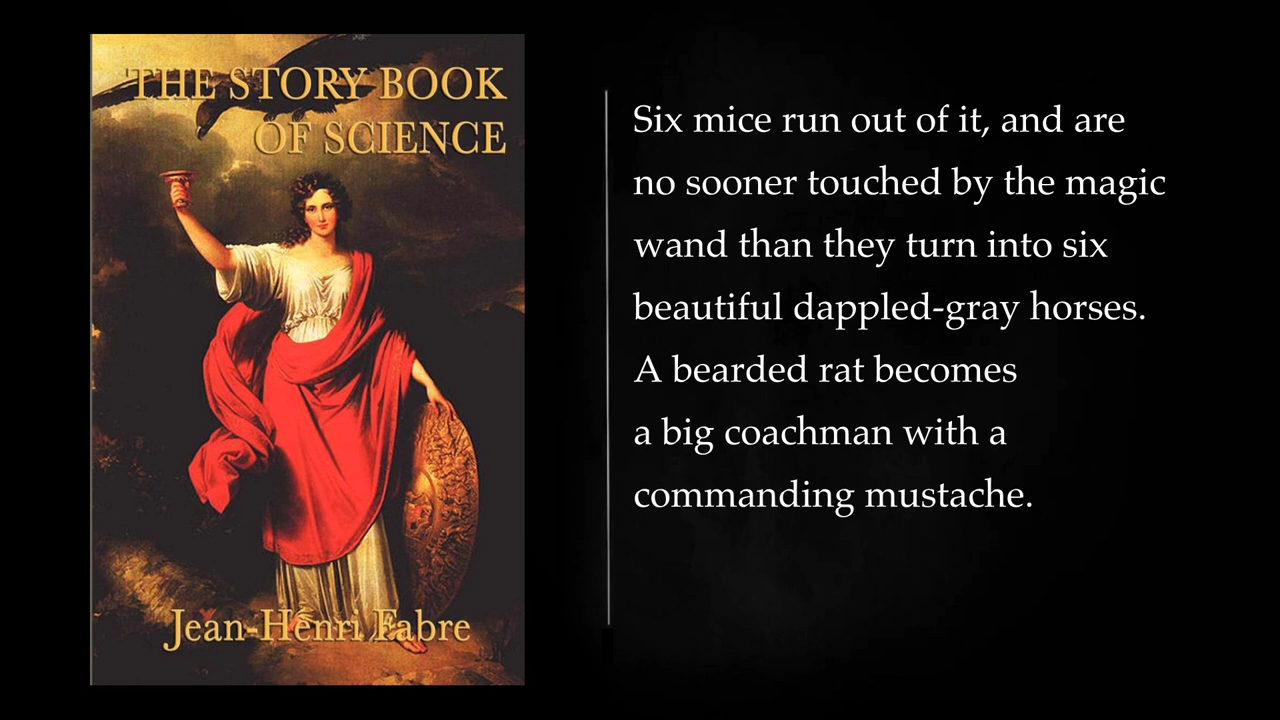 THE STORY BOOK
OF SCIENCE
Jean-Henri Fabre
Six mice run out of it, and are
no sooner touched by the magic
wand than they turn into six
beautiful dappled-gray horses.
A bearded rat becomes
a big coachman with a
commanding mustache.